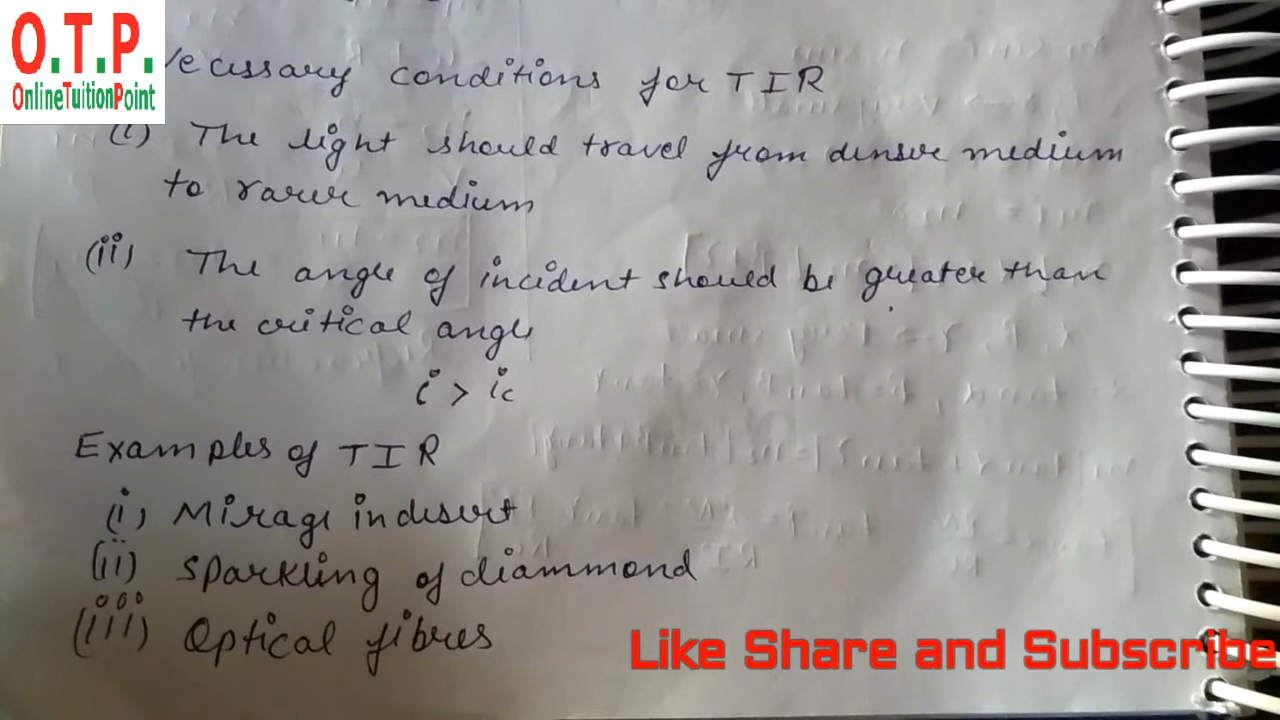 O.T.P.
OnlineTuitionPoint
ecessary conditions for TIR
(i) The light should travel from denser medium
to rarer medium
(ii) The angle of incident should be greater than
the critical angle
i > ic
Examples of TIR
(i) Mirage in desert
(ii) Sparkling of diammond
(iii) Optical fibres
Like Share and Subscribe